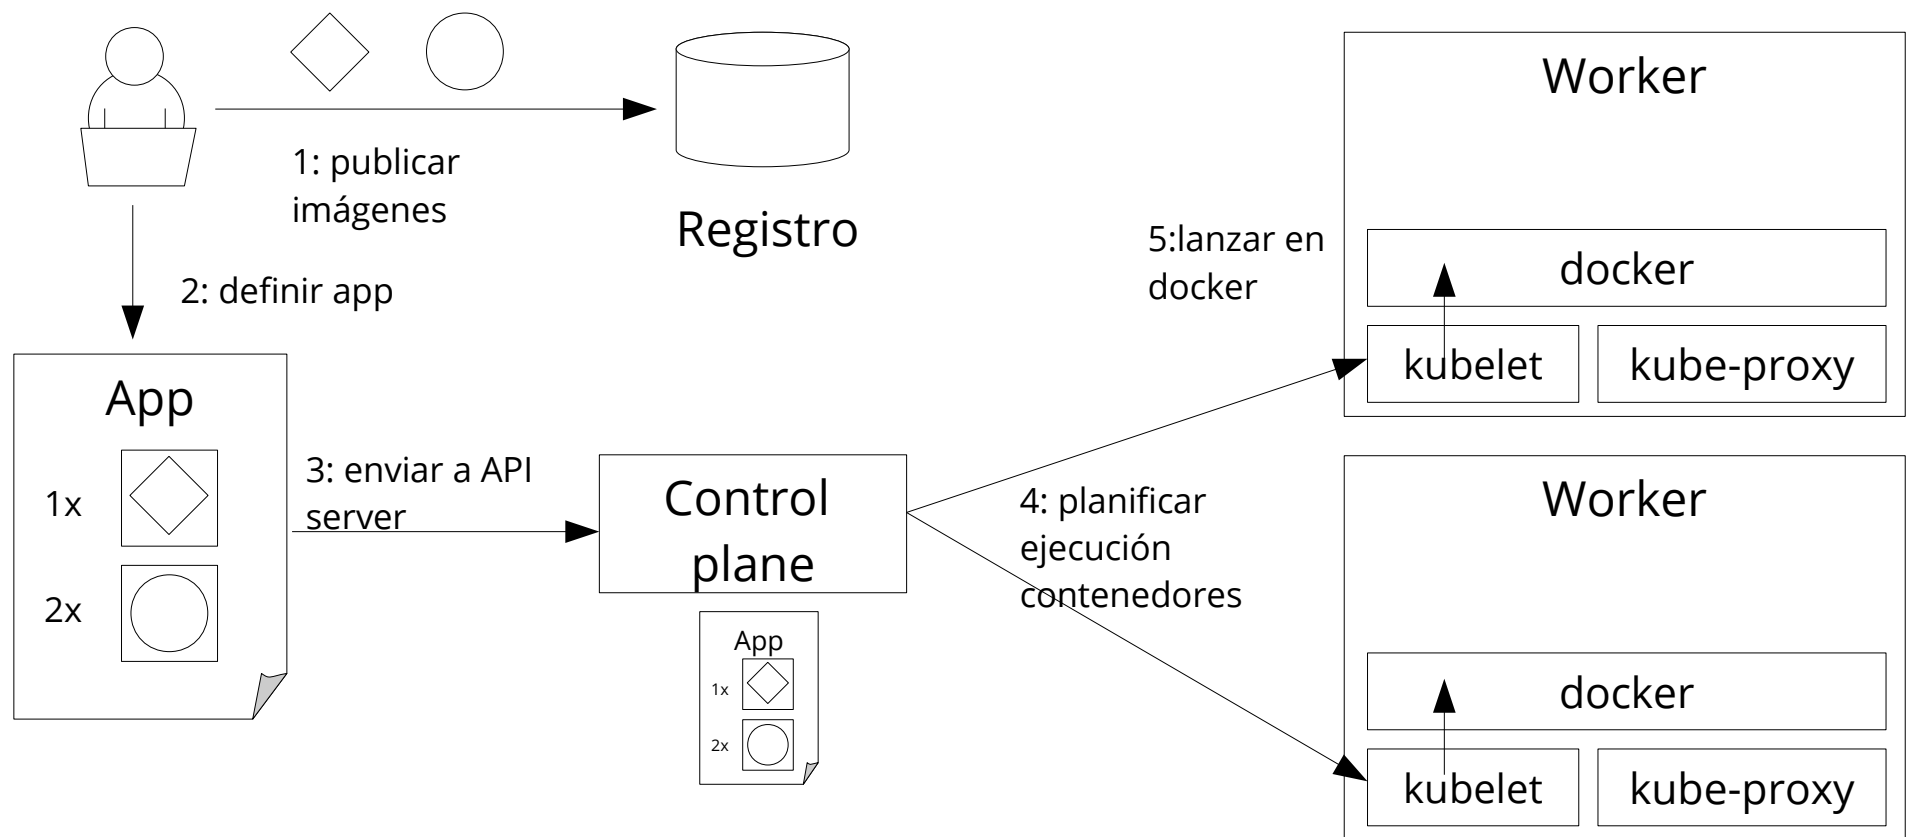 1: publicar
imágenes
Registro
2: definir app
App
1x
2x
3: enviar a API
server
Control
plane
App
1x
2x
4: planificar
ejecución
contenedores
5:lanzar en
docker
Worker
docker
kubelet
kube-proxy
Worker
docker
kubelet
kube-proxy